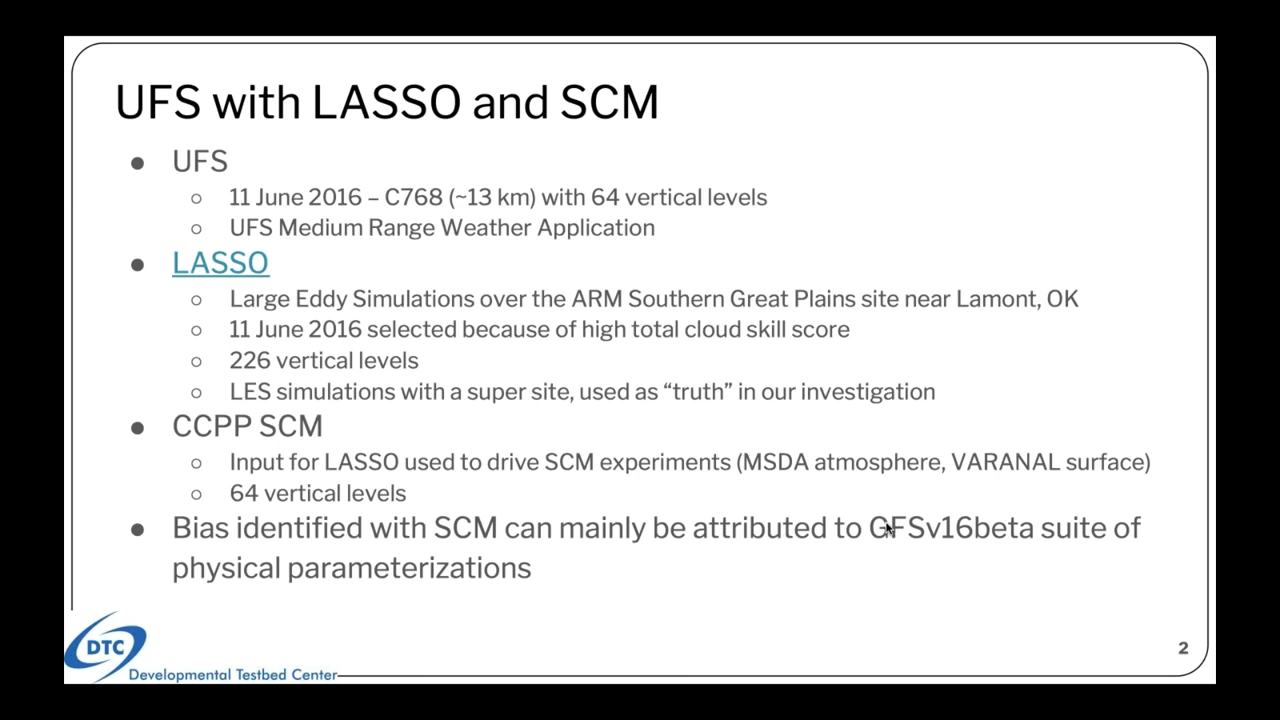 UFS with LASSO and SCM
● UFS
○ 11 June 2016 – C768 (~13 km) with 64 vertical levels
○ UFS Medium Range Weather Application
● LASSO
○ Large Eddy Simulations over the ARM Southern Great Plains site near Lamont, OK
○ 11 June 2016 selected because of high total cloud skill score
○ 226 vertical levels
○ LES simulations with a super site, used as “truth” in our investigation
● CCPP SCM
○ Input for LASSO used to drive SCM experiments (MSDA atmosphere, VARANAL surface)
○ 64 vertical levels
● Bias identified with SCM can mainly be attributed to GFSv16beta suite of
physical parameterizations
DTC
Developmental Testbed Center
2